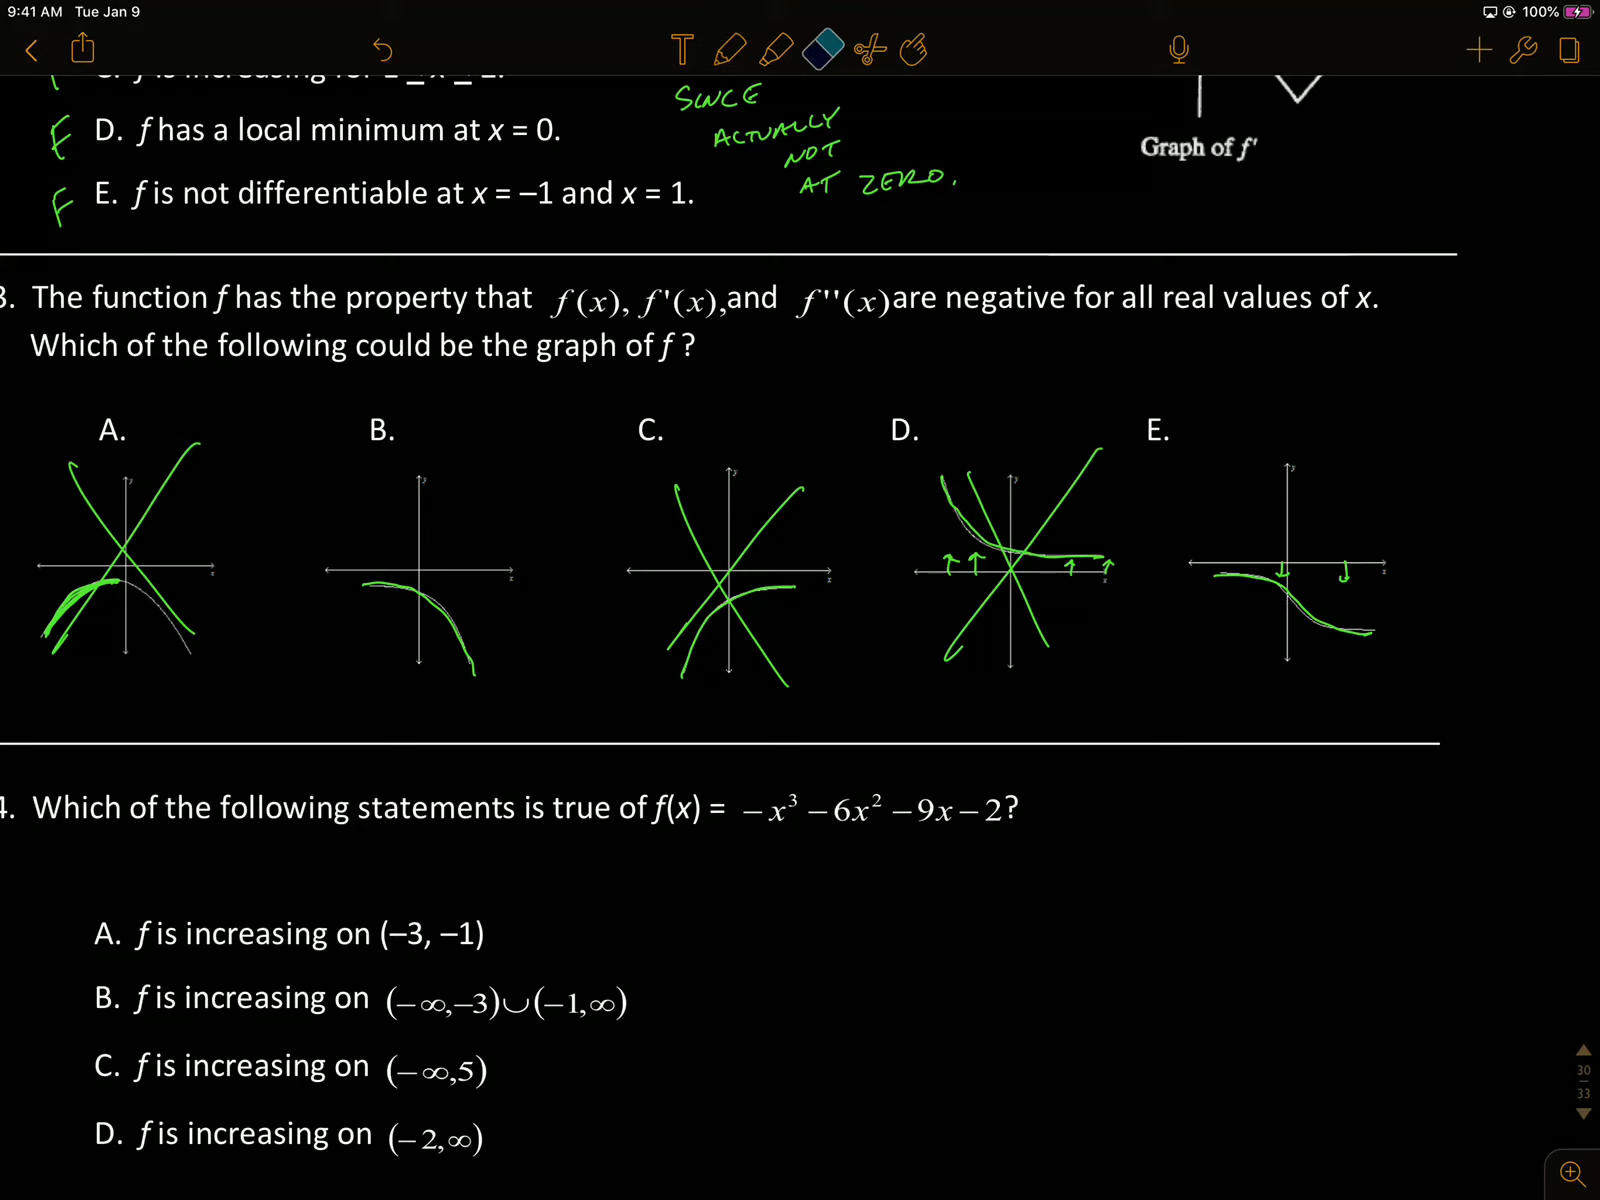 9:41 AM Tue Jan 9
100%
T
SINCE
ACTUALLY
NOT
AT ZERO.
F D. f has a local minimum at x = 0.
F E. f is not differentiable at x = –1 and x = 1.
Graph of f'
3. The function f has the property that f(x), f'(x), and f''(x) are negative for all real values of x.
Which of the following could be the graph of f ?
A. B. C. D. E.
y y y y y
x x x x x
4. Which of the following statements is true of f(x) = – x³ – 6x² – 9x – 2?
A. f is increasing on (–3, –1)
B. f is increasing on (– ∞,–3)∪(–1,∞)
C. f is increasing on (– ∞,5)
D. f is increasing on (– 2,∞)
30
33